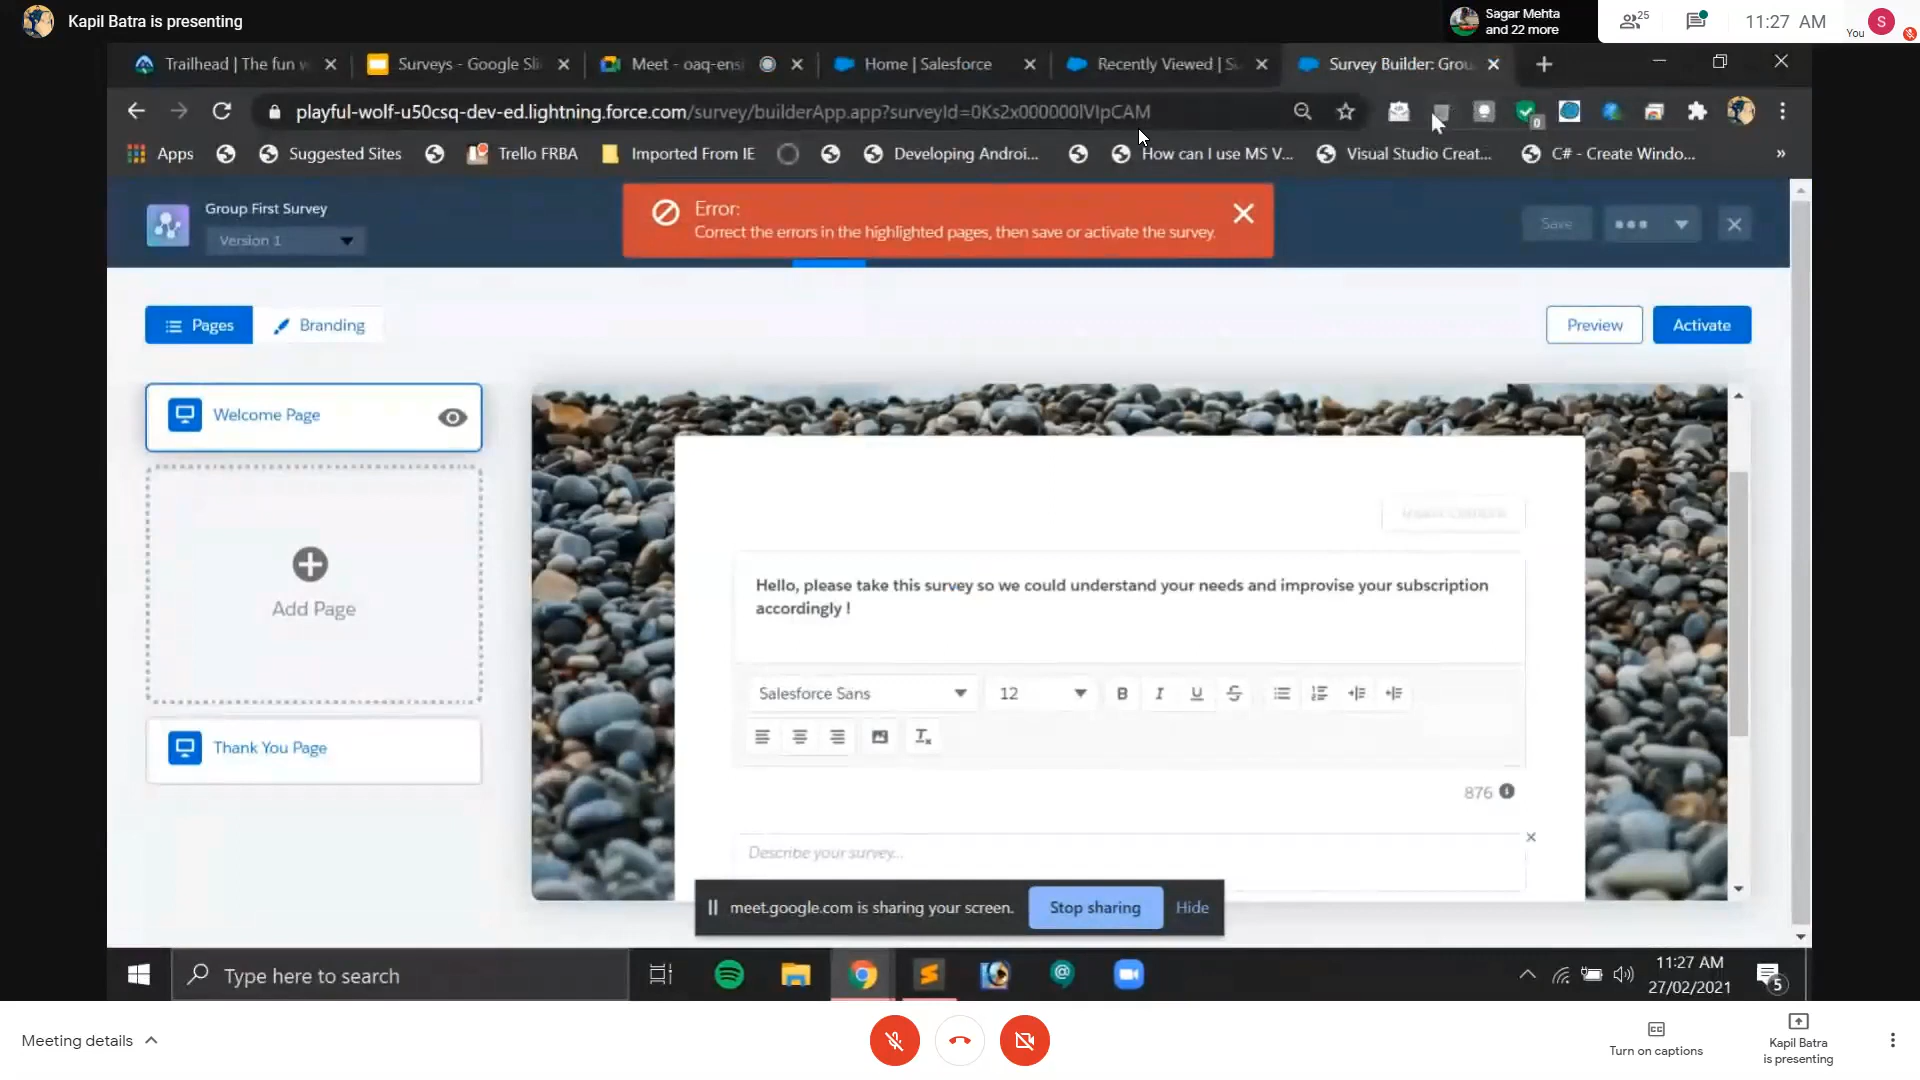 Kapil Batra is presenting
Sagar Mehta
and 22 more
25
11:27 AM
You
S
Trailhead | The fun w
Surveys - Google Sli
Meet - oaq-ensi
Home | Salesforce
Recently Viewed | Su
Survey Builder: Grou
playful-wolf-u50csq-dev-ed.lightning.force.com/survey/builderApp.app?surveyId=0Ks2x000000lVIpCAM
0
Apps
Suggested Sites
Trello FRBA
Imported From IE
Developing Androi...
How can I use MS V...
Visual Studio Creat...
C# - Create Windo...
»
Group First Survey
Version 1
Error:
Correct the errors in the highlighted pages, then save or activate the survey.
Save
Pages
Branding
Preview
Activate
Welcome Page
Add Page
Thank You Page
Hello, please take this survey so we could understand your needs and improvise your subscription
accordingly !
Salesforce Sans
12
B I U S
876
Describe your survey...
meet.google.com is sharing your screen.
Stop sharing
Hide
Type here to search
11:27 AM
27/02/2021
5
Meeting details
Turn on captions
Kapil Batra
is presenting